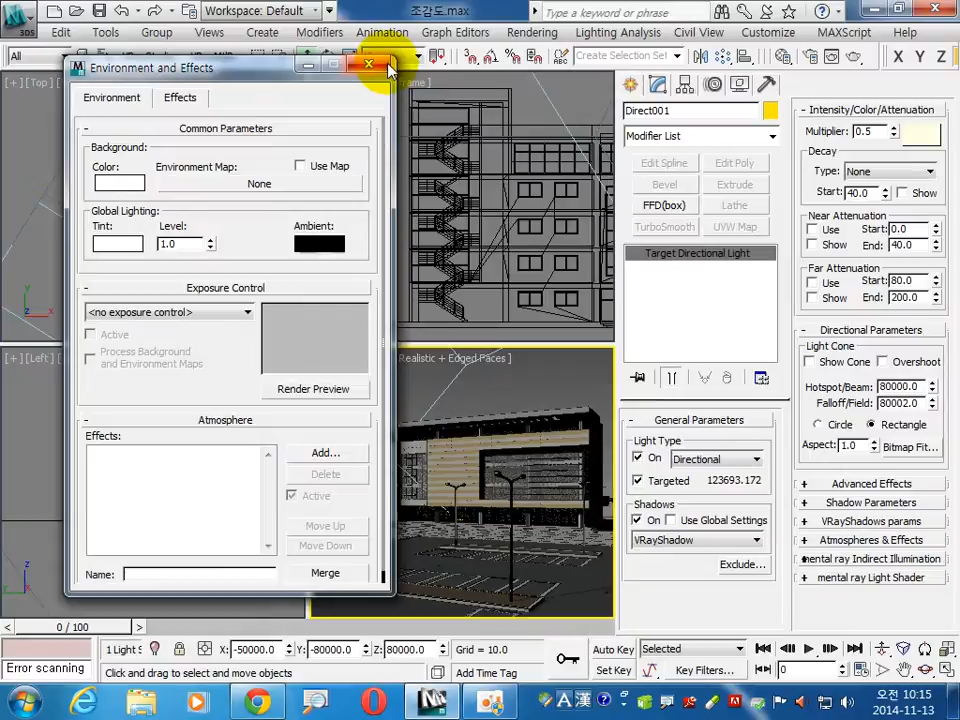 3DS
Workspace: Default
조감도.max
Type a keyword or phrase
Edit Tools Group Views Create Modifiers Animation Graph Editors Rendering Lighting Analysis Civil View Customize MAXScript Help
All
Create Selection Set
X Y Z
Environment and Effects
[+][Top]
Environment Effects
- Common Parameters
Background:
Color: Environment Map: Use Map
None
Global Lighting:
Tint: Level: Ambient:
1.0
- Exposure Control
<no exposure control>
Active
Process Background
and Environment Maps
Render Preview
- Atmosphere
Effects:
Add...
Delete
Active
Move Up
Move Down
Name:
Merge
[+][Left]
Realistic + Edged Faces ]
Direct001
Modifier List
Edit Spline Edit Poly
Bevel Extrude
FFD(box) Lathe
TurboSmooth UVW Map
Target Directional Light
- General Parameters
Light Type
On Directional
Targeted 123693.172
Shadows
On Use Global Settings
VRayShadow
Exclude...
- Intensity/Color/Attenuation
Multiplier: 0.5
Decay
Type: None
Start: 40.0 Show
Near Attenuation
Use Start: 0.0
Show End: 40.0
Far Attenuation
Use Start: 80.0
Show End: 200.0
- Directional Parameters
Light Cone
Show Cone Overshoot
Hotspot/Beam: 80000.0
Falloff/Field: 80002.0
Circle Rectangle
Aspect: 1.0 Bitmap Fit...
+ Advanced Effects
+ Shadow Parameters
+ VRayShadows params
+ Atmospheres & Effects
+ mental ray Indirect Illumination
+ mental ray Light Shader
< 0 / 100 >
1 Light S X: -50000.0 Y: -80000.0 Z: 80000.0 Grid = 10.0 Auto Key Selected
Error scanning Click and drag to select and move objects Add Time Tag Set Key Key Filters... 0
A 漢
오전 10:15
2014-11-13